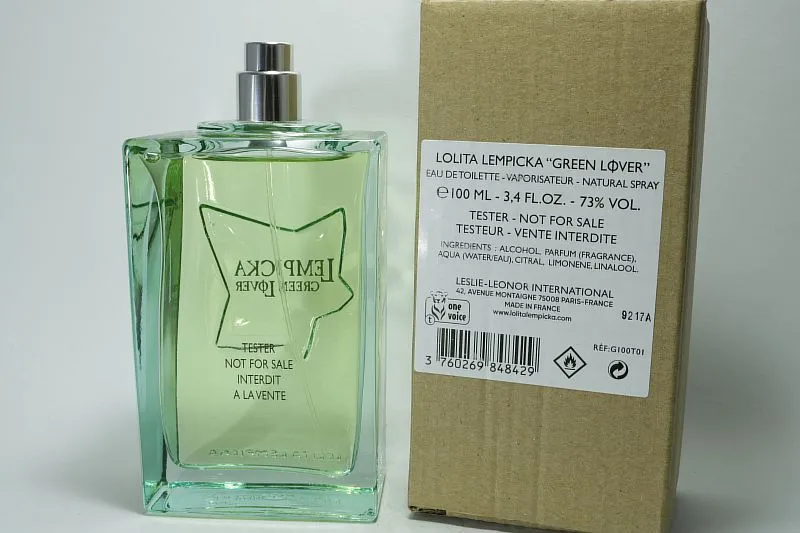 LEMPICKA
GREEN LØVER
TESTER
NOT FOR SALE
INTERDIT
A LA VENTE
LOLITA LEMPICKA “GREEN LØVER”
EAU DE TOILETTE - VAPORISATEUR - NATURAL SPRAY
℮100 ML - 3,4 FL.OZ. - 73% VOL.
TESTER - NOT FOR SALE
TESTEUR - VENTE INTERDITE
INGREDIENTS : ALCOHOL, PARFUM (FRAGRANCE),
AQUA (WATER/EAU), CITRAL, LIMONENE, LINALOOL.
LESLIE-LEONOR INTERNATIONAL
42, AVENUE MONTAIGNE 75008 PARIS-FRANCE
MADE IN FRANCE
www.lolitalempicka.com
one
voice
9217A
3 760269 848429
RÉF:G100T01